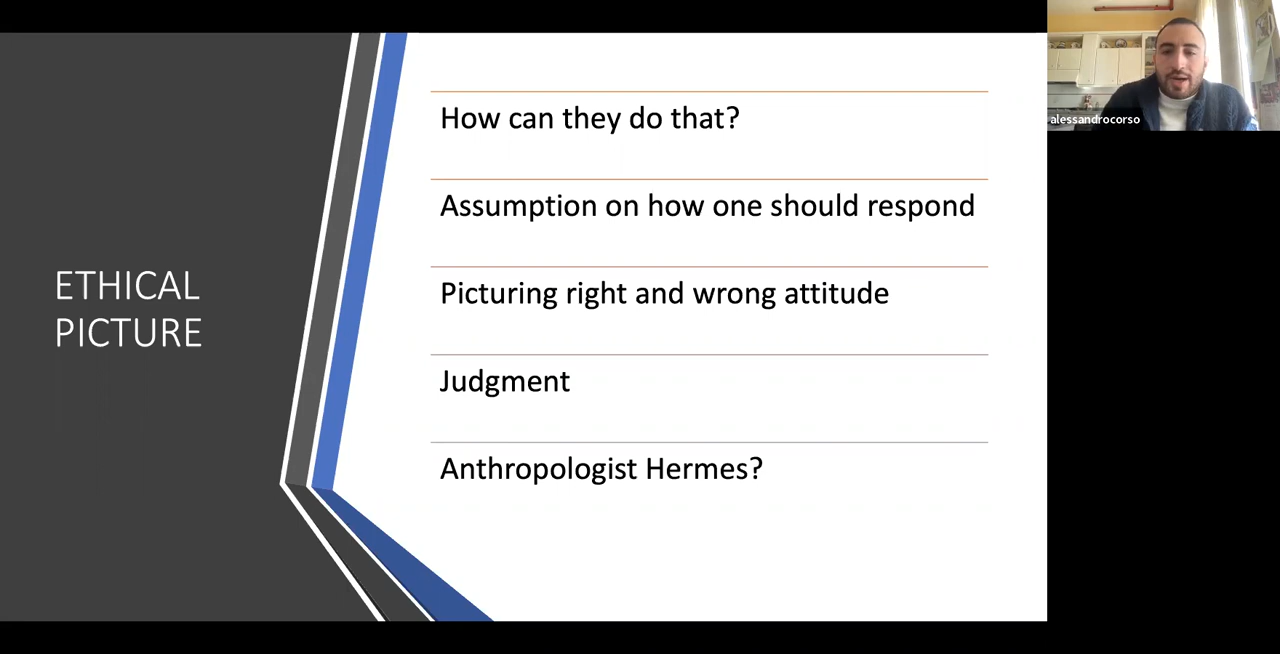 ETHICAL
PICTURE
How can they do that?
Assumption on how one should respond
Picturing right and wrong attitude
Judgment
Anthropologist Hermes?
alessandrocorso